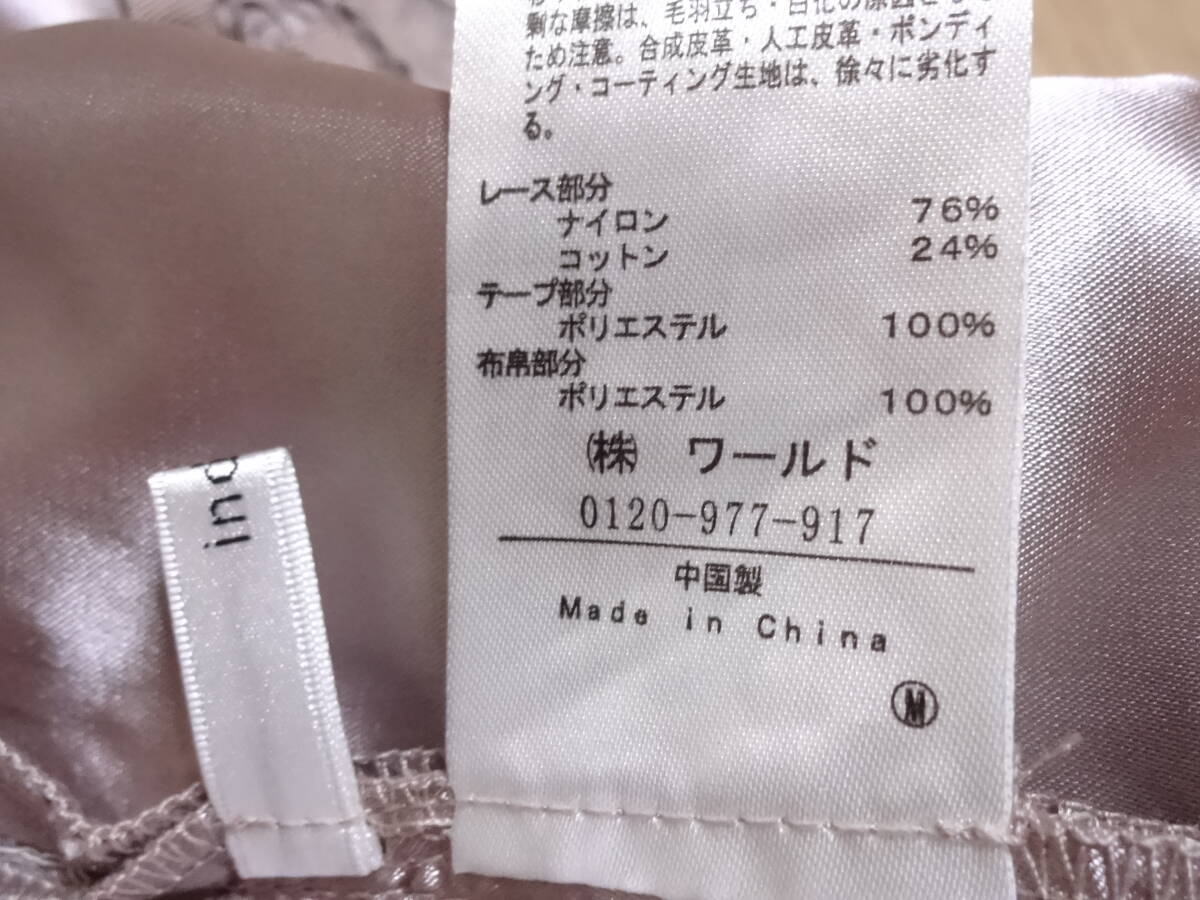 剰な摩擦は、毛羽立ち・白化の原因となる
ため注意。合成皮革・人工皮革・ボンディ
ング・コーティング生地は、徐々に劣化す
る。
レース部分
ナイロン 76%
コットン 24%
テープ部分
ポリエステル 100%
布帛部分
ポリエステル 100%
㈱ ワールド
0120-977-917
中国製
Made in China
Ⓜ
ind